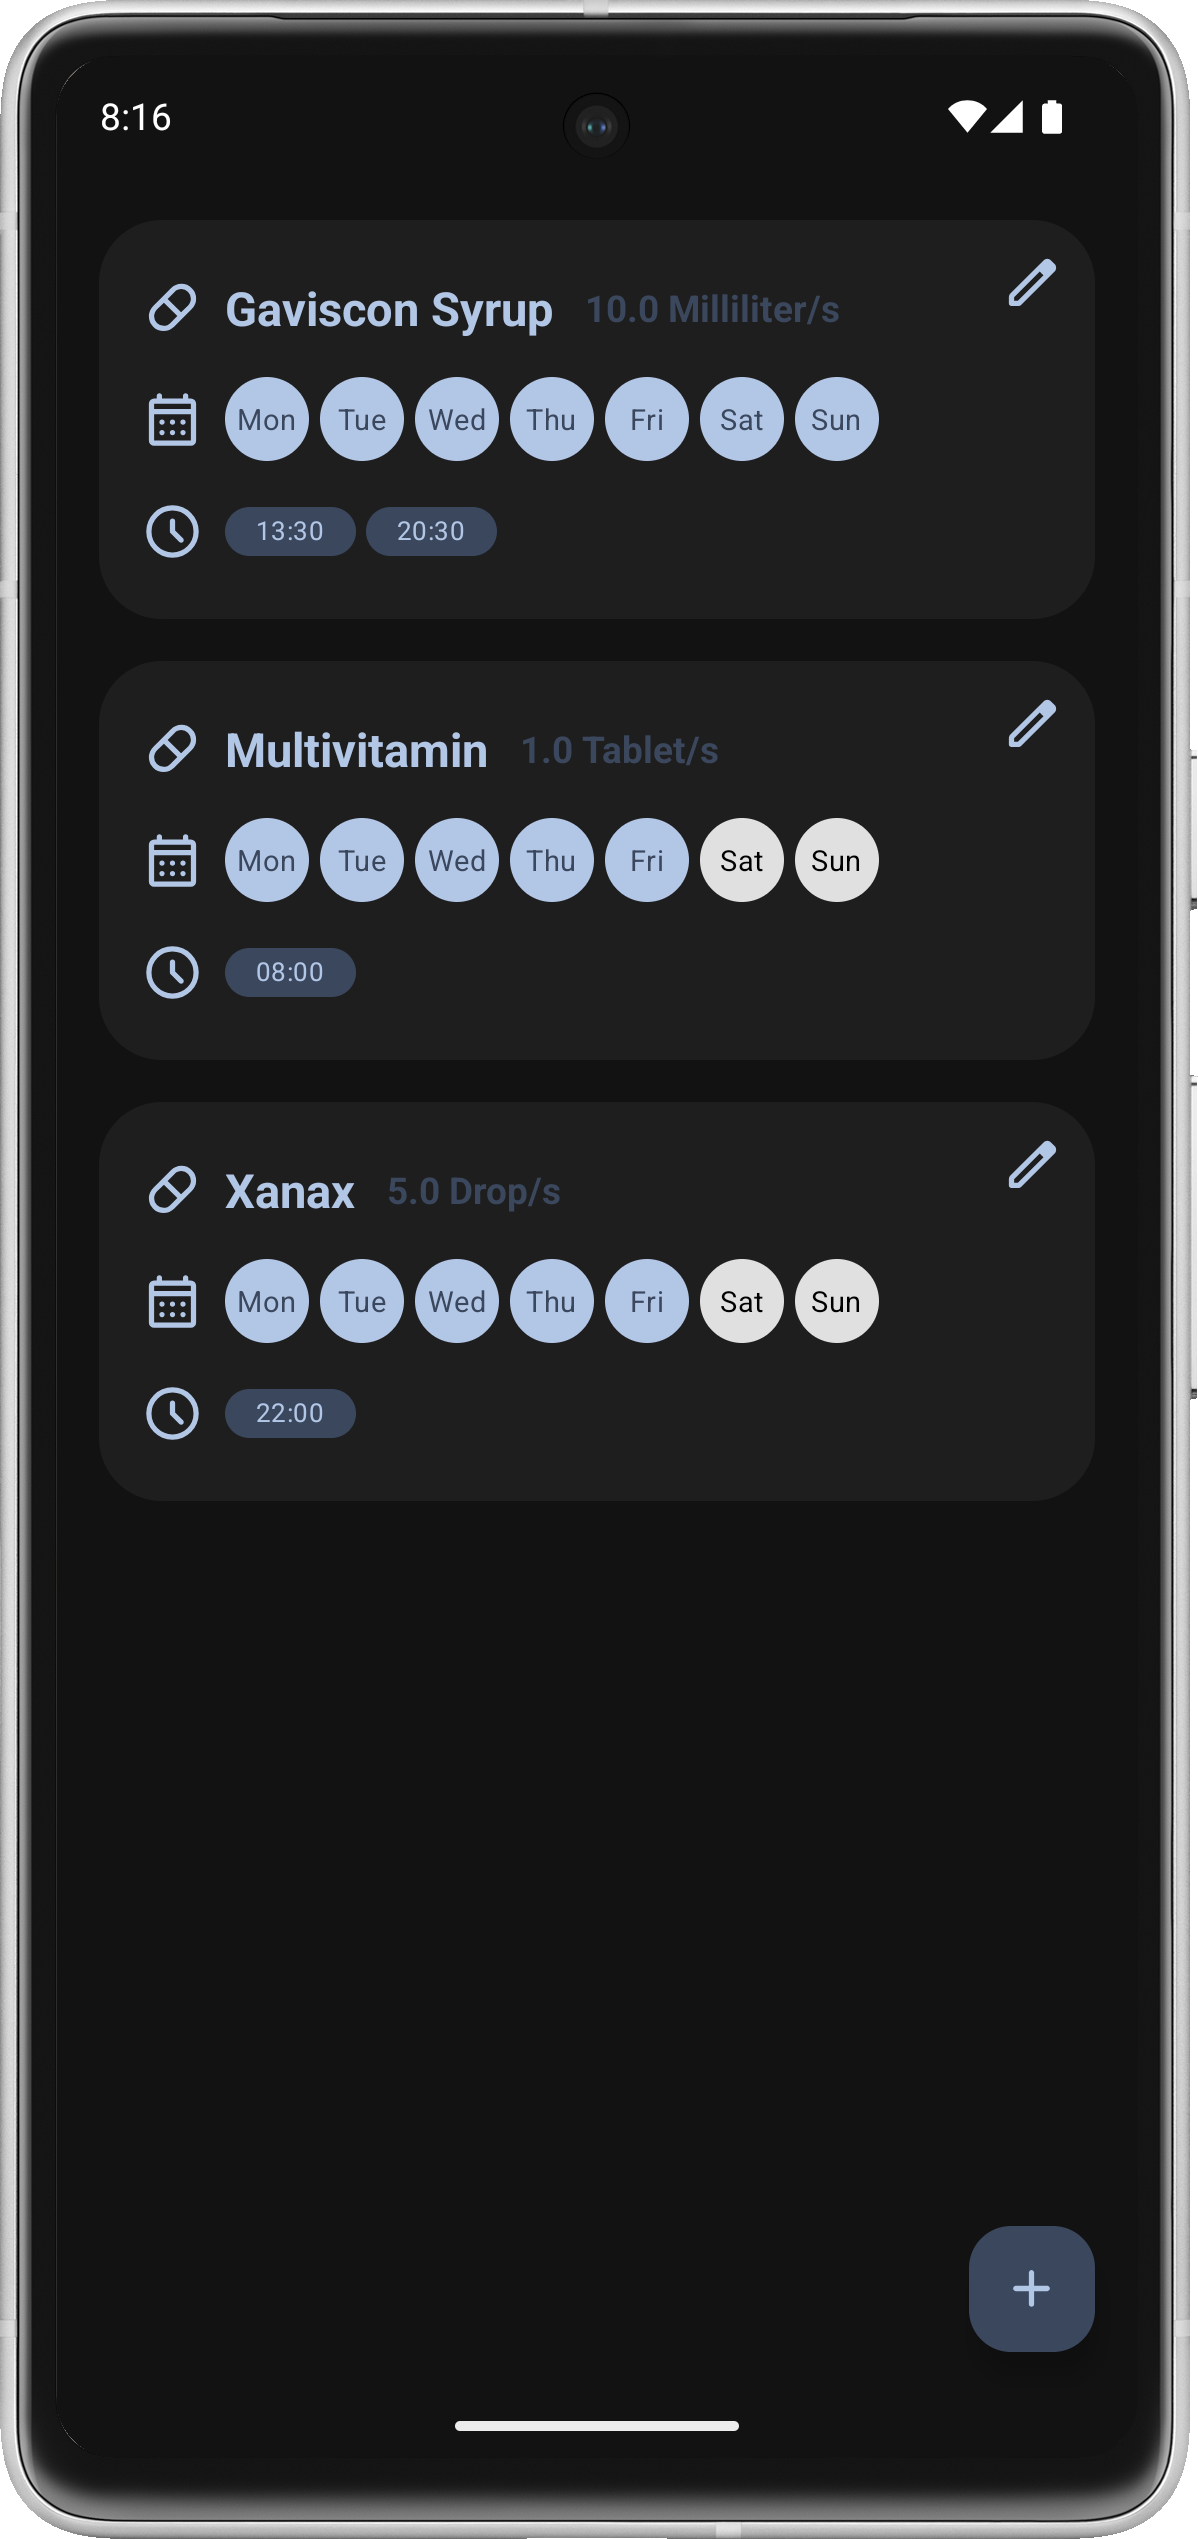 8:16
Gaviscon Syrup 10.0 Milliliter/s
Mon Tue Wed Thu Fri Sat Sun
13:30 20:30
Multivitamin 1.0 Tablet/s
Mon Tue Wed Thu Fri Sat Sun
08:00
Xanax 5.0 Drop/s
Mon Tue Wed Thu Fri Sat Sun
22:00